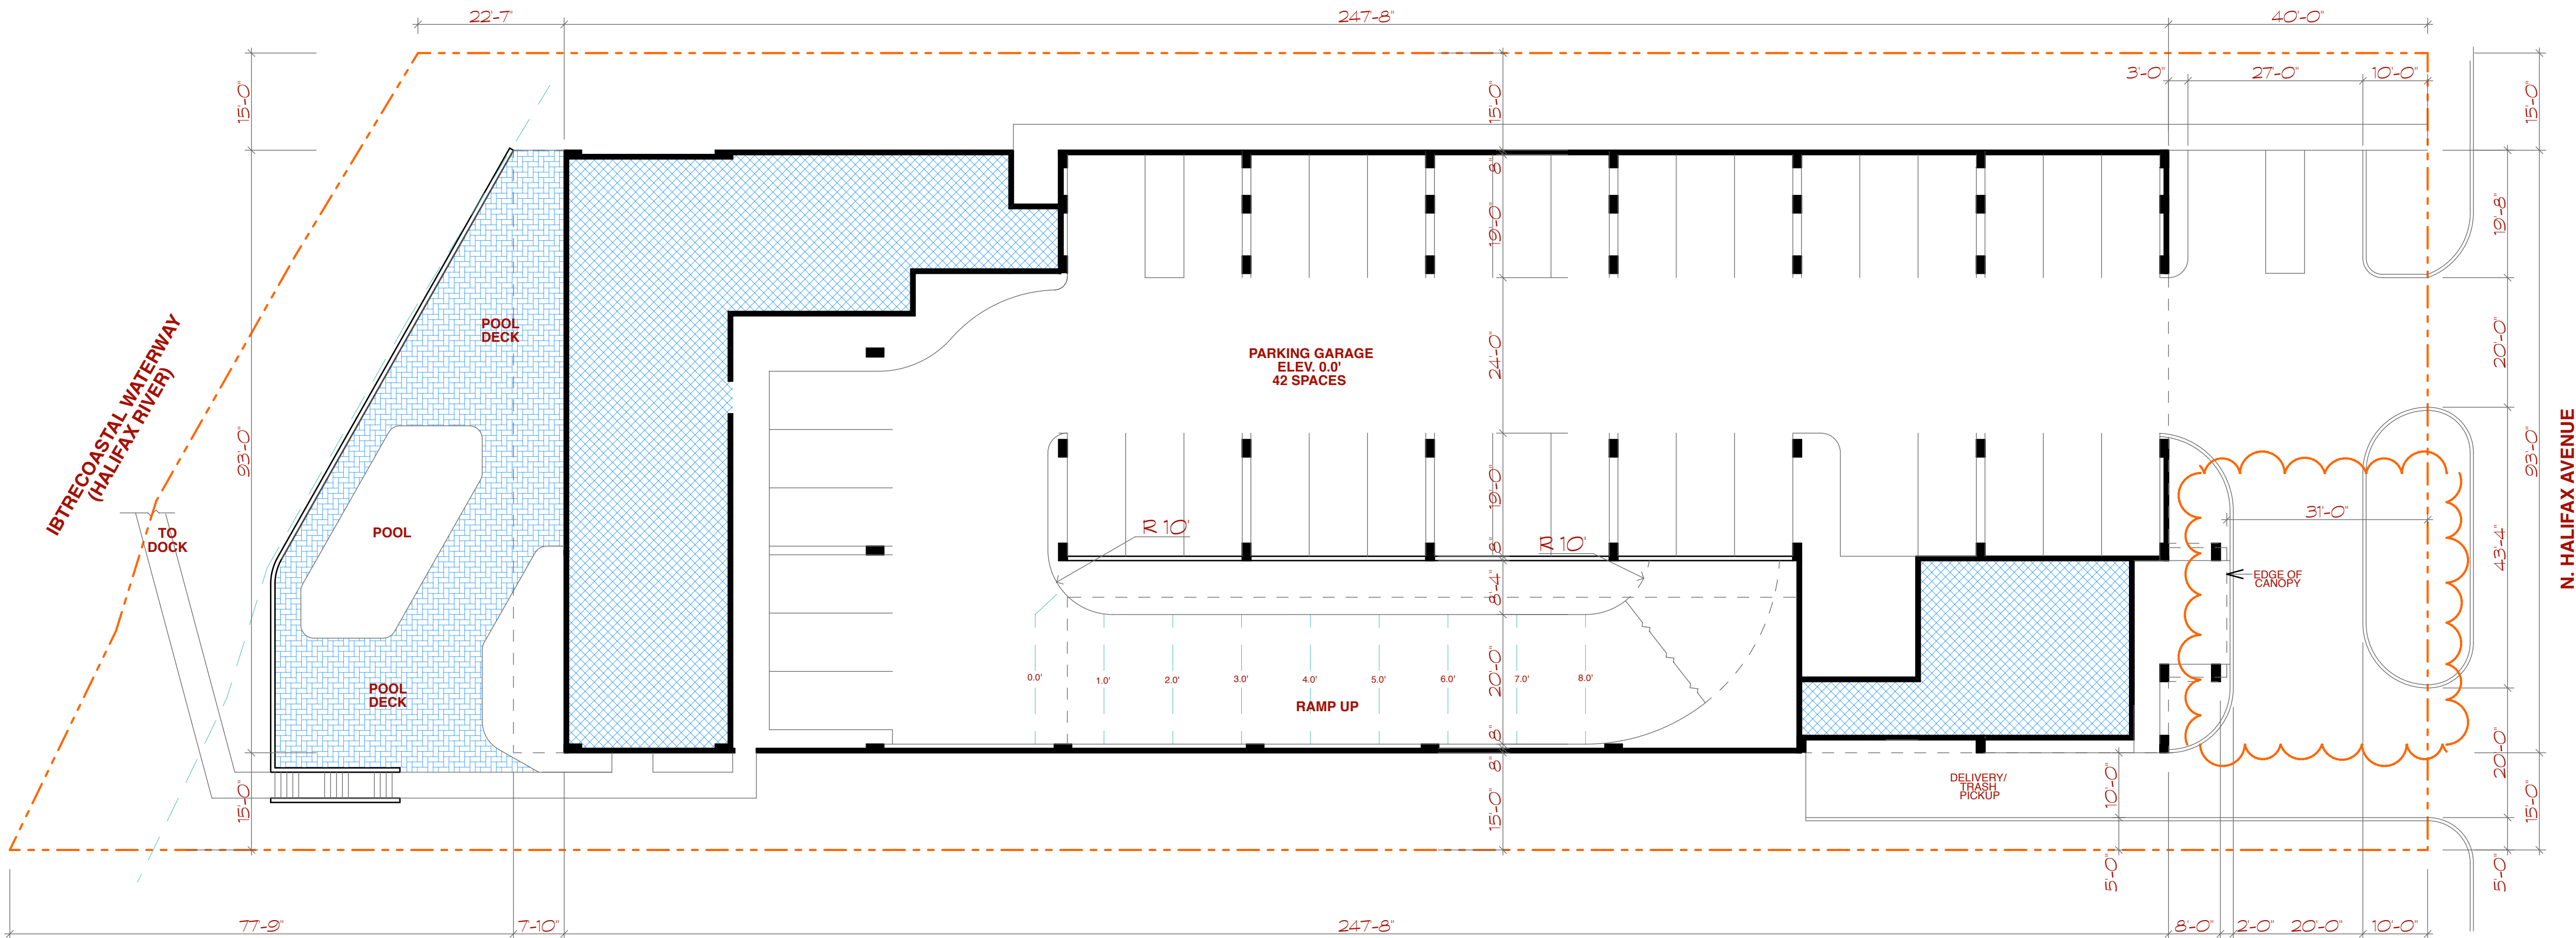 22'-7"
247'-8"
40'-0"
3'-0"
27'-0"
10'-0"
15'-0"
15'-0"
15'-0"
8"
19'-0"
19'-8"
POOL
DECK
PARKING GARAGE
ELEV. 0.0'
42 SPACES
24'-0"
20'-0"
IBTRECOASTAL WATERWAY
(HALIFAX RIVER)
93'-0"
93'-0"
N. HALIFAX AVENUE
TO
DOCK
POOL
19'-0"
R 10'
R 10'
31'-0"
8"
43'-4"
EDGE OF
CANOPY
8'-4"
0.0'
1.0'
2.0'
3.0'
4.0'
5.0'
6.0'
7.0'
8.0'
20'-0"
POOL
DECK
RAMP UP
8"
8"
20'-0"
DELIVERY/
TRASH
PICKUP
10'-0"
15'-0"
15'-0"
15'-0"
5'-0"
5'-0"
77'-9"
7'-10"
247'-8"
8'-0"
2'-0"
20'-0"
10'-0"